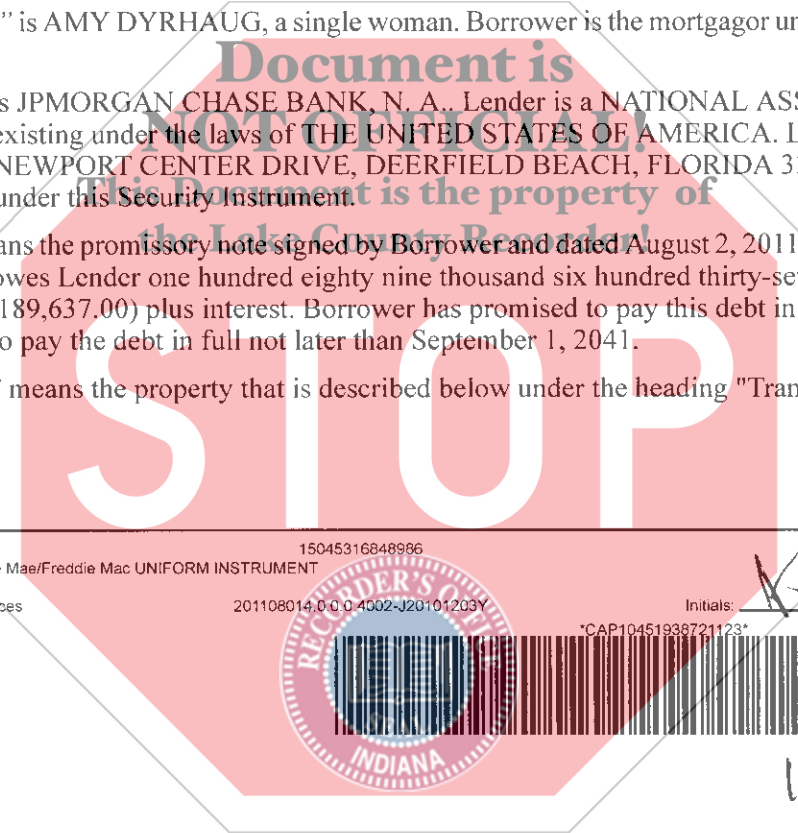 ” is AMY DYRHAUG, a single woman. Borrower is the mortgagor un
Document is
s JPMORGAN CHASE BANK, N. A.. Lender is a NATIONAL ASS
NOT OFFICIAL!
existing under the laws of THE UNITED STATES OF AMERICA. L
NEWPORT CENTER DRIVE, DEERFIELD BEACH, FLORIDA 3
This Document is the property of
under this Security Instrument.
the Lake County Recorder!
ans the promissory note signed by Borrower and dated August 2, 2011
owes Lender one hundred eighty nine thousand six hundred thirty-se
189,637.00) plus interest. Borrower has promised to pay this debt in
o pay the debt in full not later than September 1, 2041.
means the property that is described below under the heading "Tran
STOP
15045316848986
e Mae/Freddie Mac UNIFORM INSTRUMENT
ces
201108014.0.0.0.4002-J20101203Y
Initials:
*CAP10451938721123*
RECORDER'S OFFICE
SEAL
INDIANA